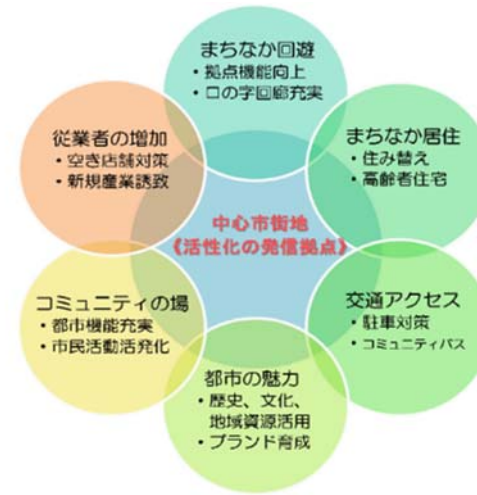 まちなか回遊
・拠点機能向上
・ロの字回廊充実
まちなか居住
・住み替え
・高齢者住宅
交通アクセス
・駐車対策
・コミュニティバス
都市の魅力
・歴史、文化、
地域資源活用
・ブランド育成
コミュニティの場
・都市機能充実
・市民活動活発化
従業者の増加
・空き店舗対策
・新規産業誘致
中心市街地
《活性化の発信拠点》